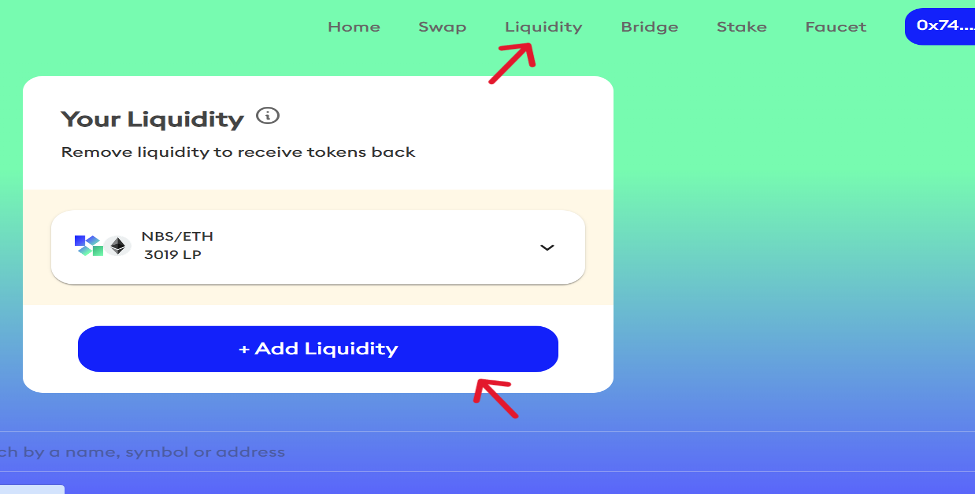 Home Swap Liquidity Bridge Stake Faucet 0x74....
Your Liquidity
Remove liquidity to receive tokens back
NBS/ETH
3019 LP
+ Add Liquidity
ch by a name, symbol or address